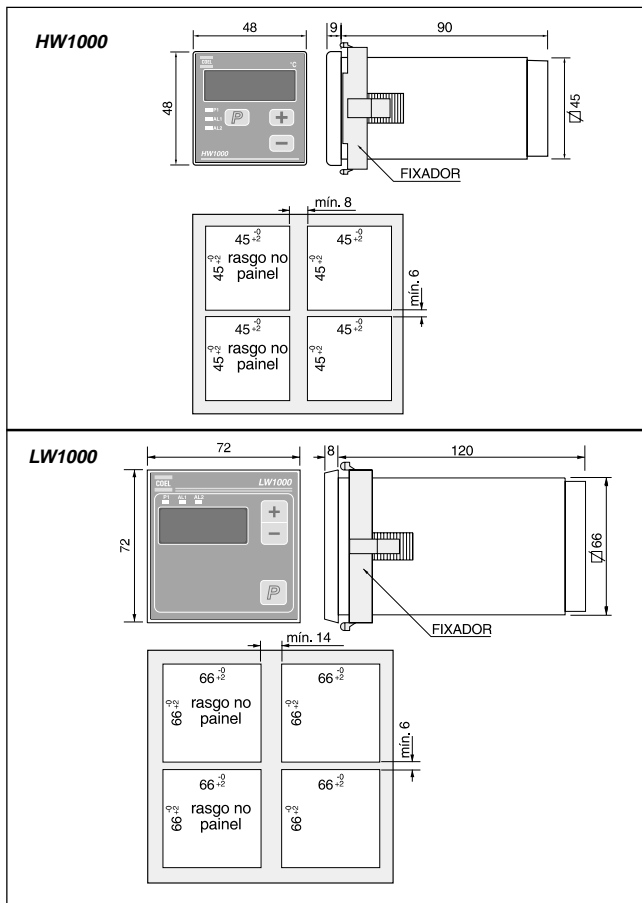 HW1000
48
9
90
48
COEL
°C
P1
AL1
AL2
P
+
−
HW1000
45
FIXADOR
mín. 8
45 -0 +2
45 -0 +2
rasgo no
painel
45 -0 +2
45 -0 +2
mín. 6
45 -0 +2
45 -0 +2
rasgo no
painel
45 -0 +2
45 -0 +2
LW1000
72
8
120
72
COEL
LW1000
P1 AL1 AL2
+
−
P
66
FIXADOR
mín. 14
66 -0 +2
66 -0 +2
rasgo no
painel
66 -0 +2
66 -0 +2
mín. 6
66 -0 +2
66 -0 +2
rasgo no
painel
66 -0 +2
66 -0 +2